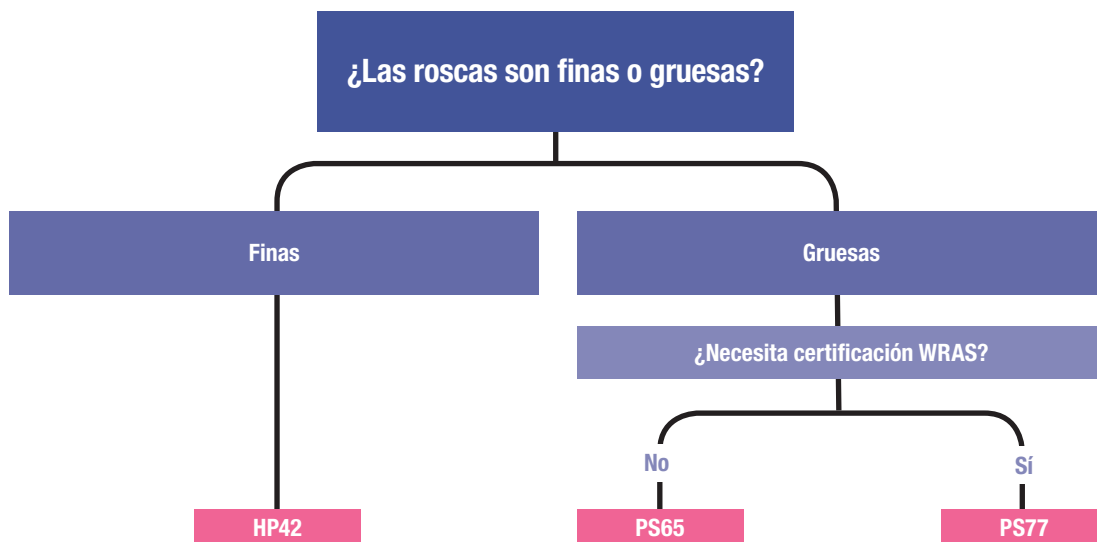 ¿Las roscas son finas o gruesas?
Finas
Gruesas
¿Necesita certificación WRAS?
No
Sí
HP42
PS65
PS77